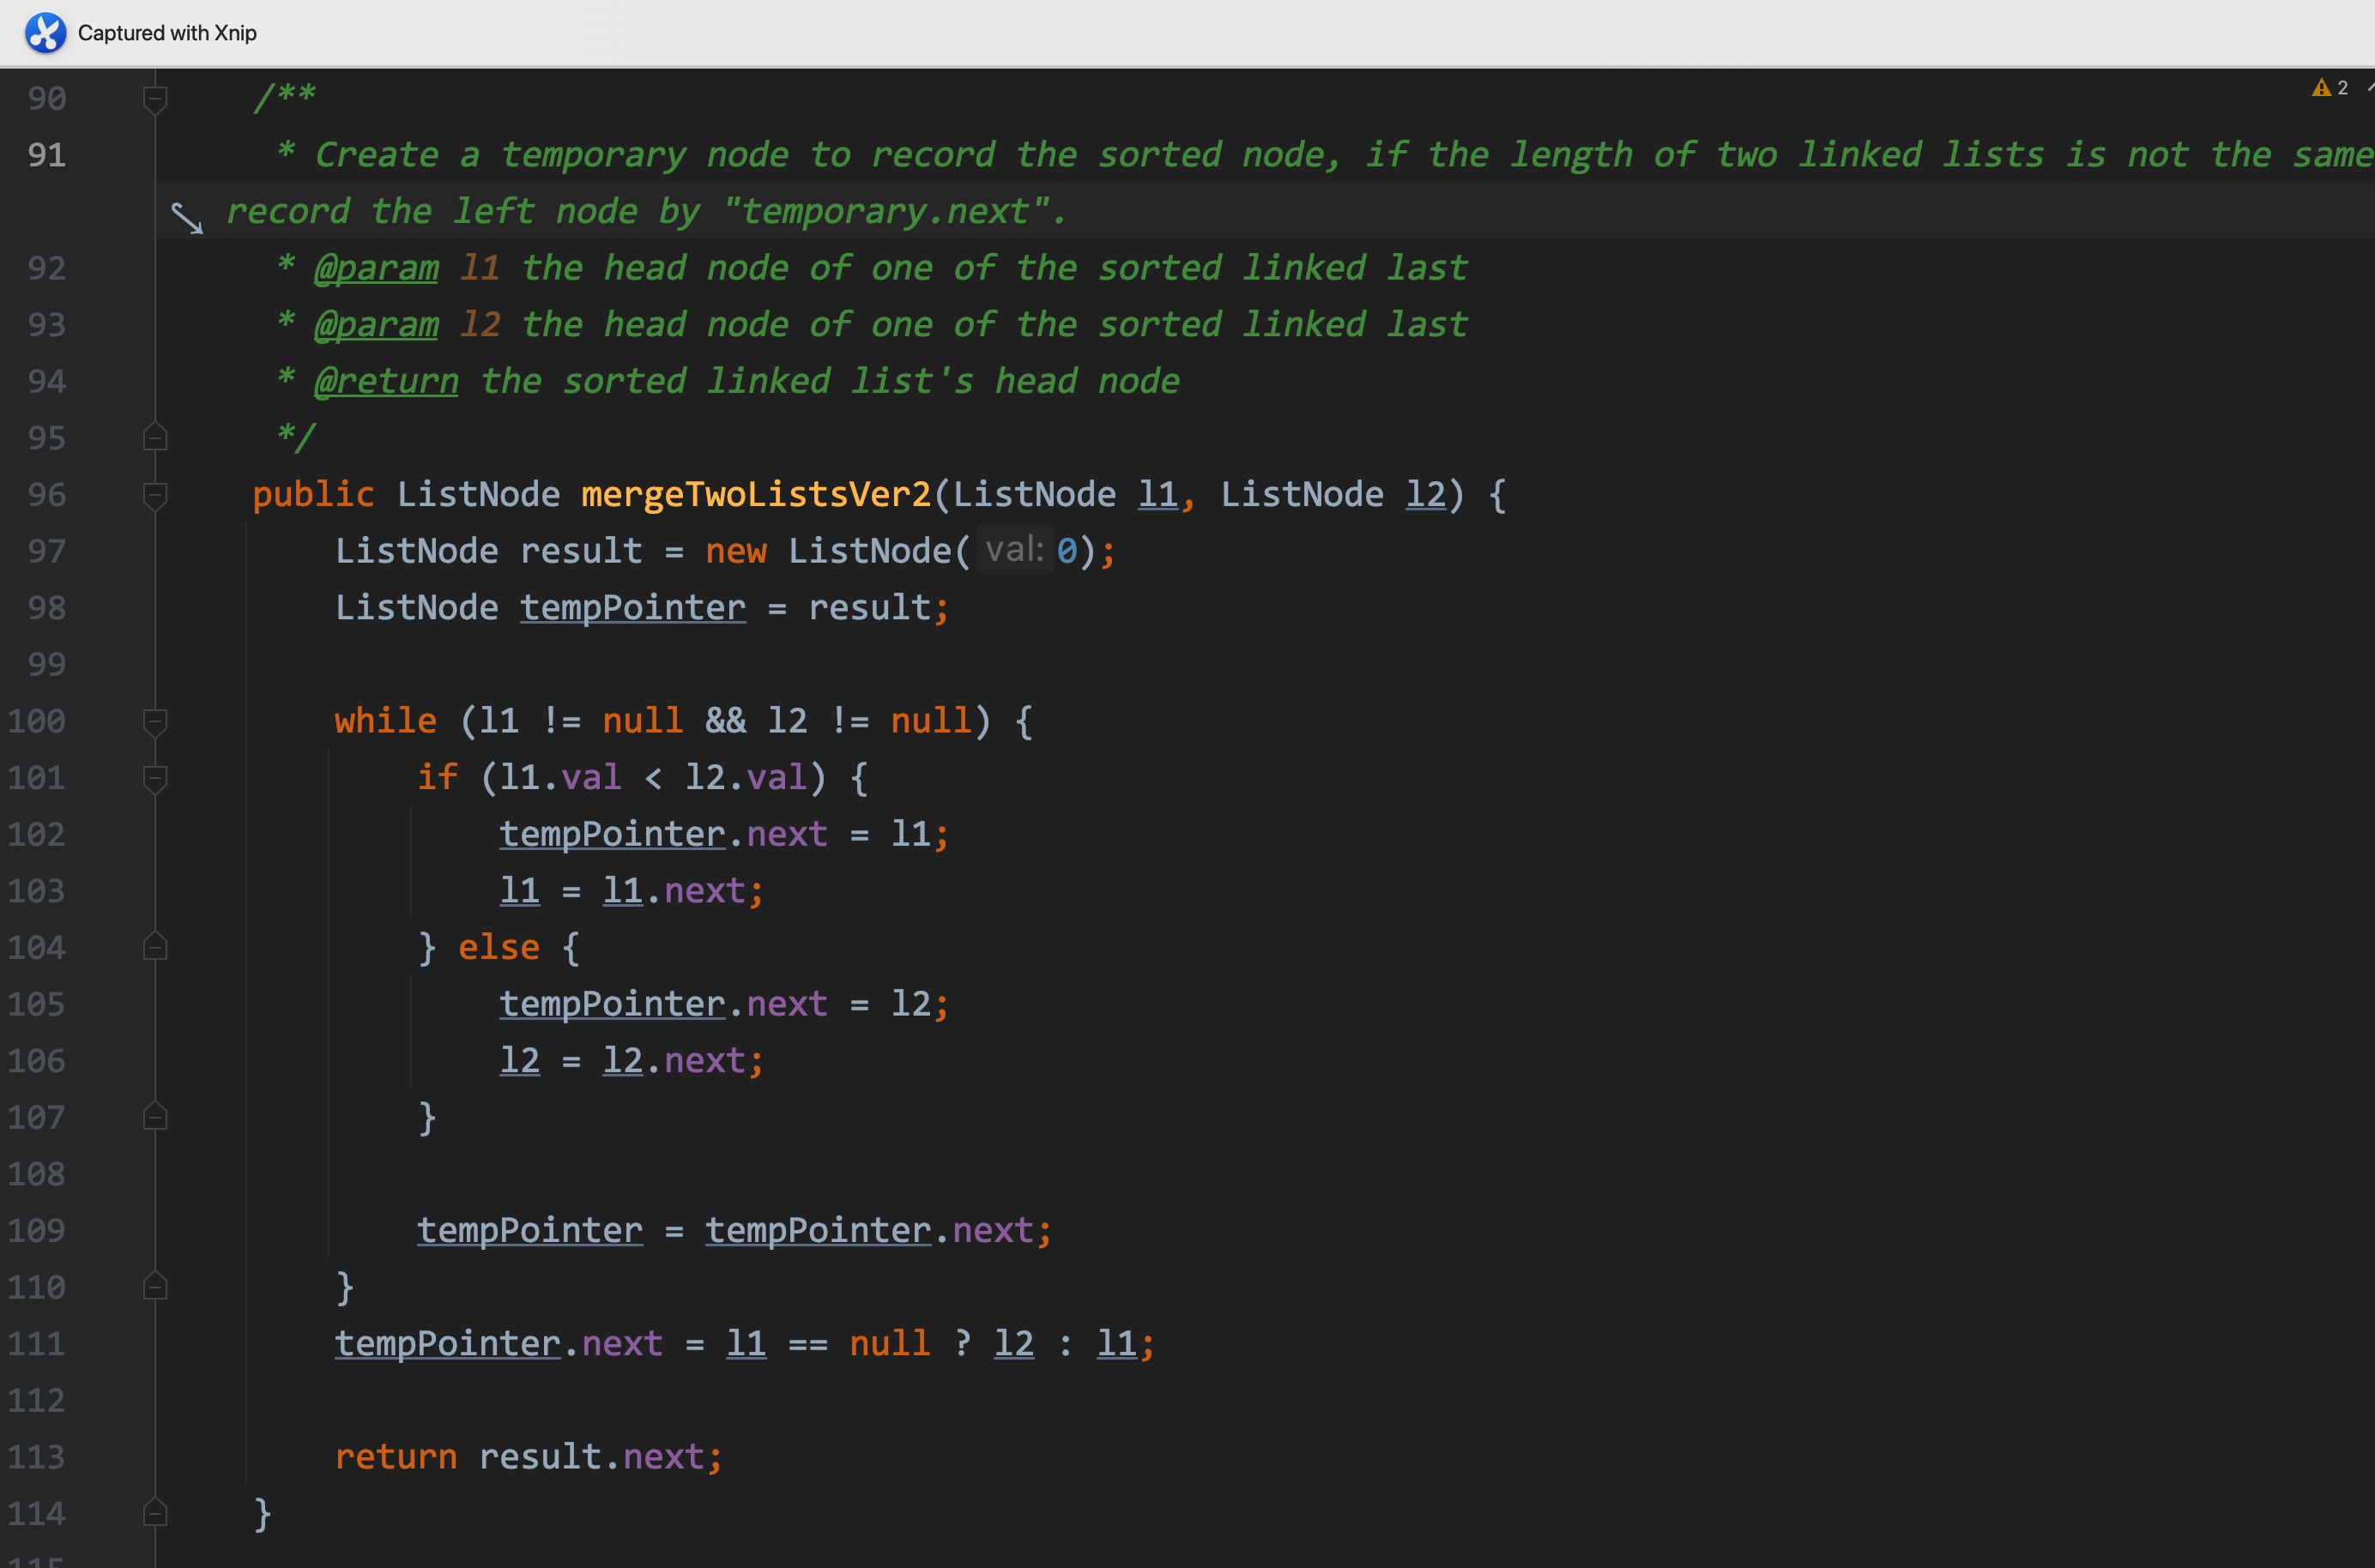 Captured with Xnip
2
90 /**
91 * Create a temporary node to record the sorted node, if the length of two linked lists is not the same
record the left node by "temporary.next".
92 * @param l1 the head node of one of the sorted linked last
93 * @param l2 the head node of one of the sorted linked last
94 * @return the sorted linked list's head node
95 */
96 public ListNode mergeTwoListsVer2(ListNode l1, ListNode l2) {
97 ListNode result = new ListNode( val: 0);
98 ListNode tempPointer = result;
99
100 while (l1 != null && l2 != null) {
101 if (l1.val < l2.val) {
102 tempPointer.next = l1;
103 l1 = l1.next;
104 } else {
105 tempPointer.next = l2;
106 l2 = l2.next;
107 }
108
109 tempPointer = tempPointer.next;
110 }
111 tempPointer.next = l1 == null ? l2 : l1;
112
113 return result.next;
114 }